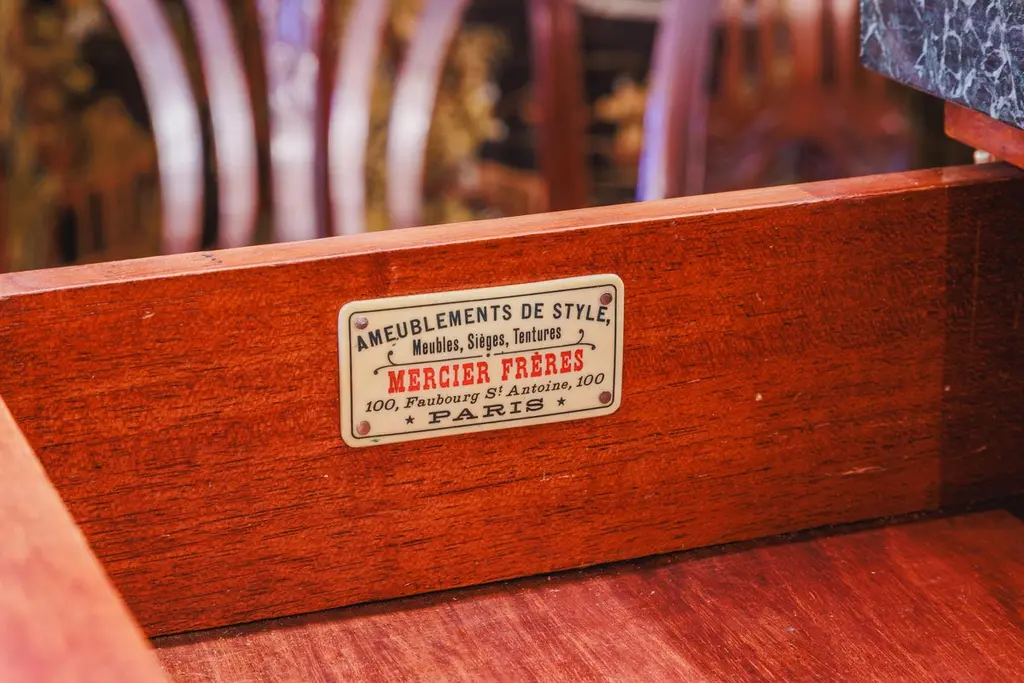 AMEUBLEMENTS DE STYLE,
Meubles, Sièges, Tentures
MERCIER FRÈRES
100, Faubourg St Antoine, 100
★ PARIS ★